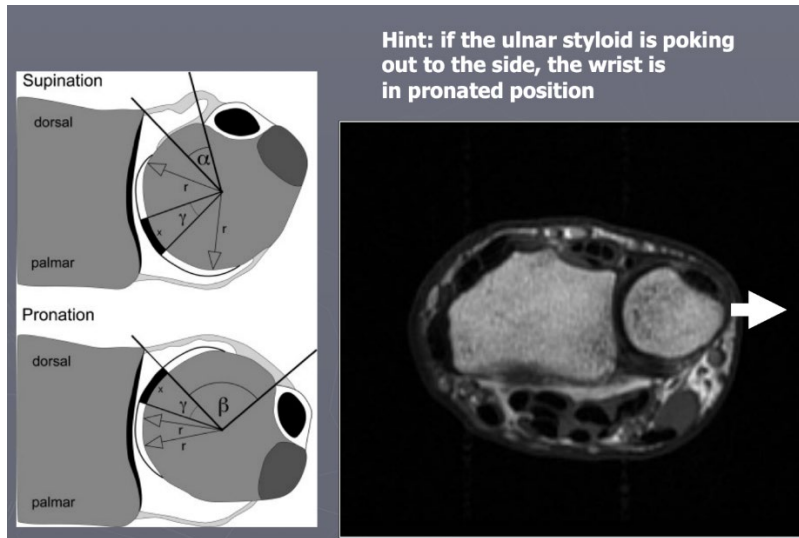 Hint: if the ulnar styloid is poking
out to the side, the wrist is
in pronated position
Supination
dorsal
α
r
γ
x
r
palmar
Pronation
dorsal
x
γ
β
r
r
palmar